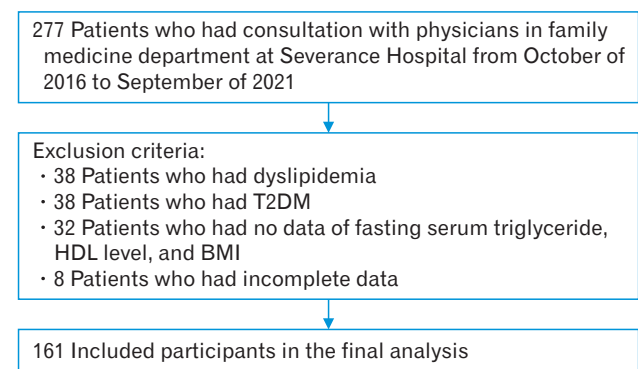 277 Patients who had consultation with physicians in family
medicine department at Severance Hospital from October of
2016 to September of 2021
Exclusion criteria:
· 38 Patients who had dyslipidemia
· 38 Patients who had T2DM
· 32 Patients who had no data of fasting serum triglyceride,
HDL level, and BMI
· 8 Patients who had incomplete data
161 Included participants in the final analysis